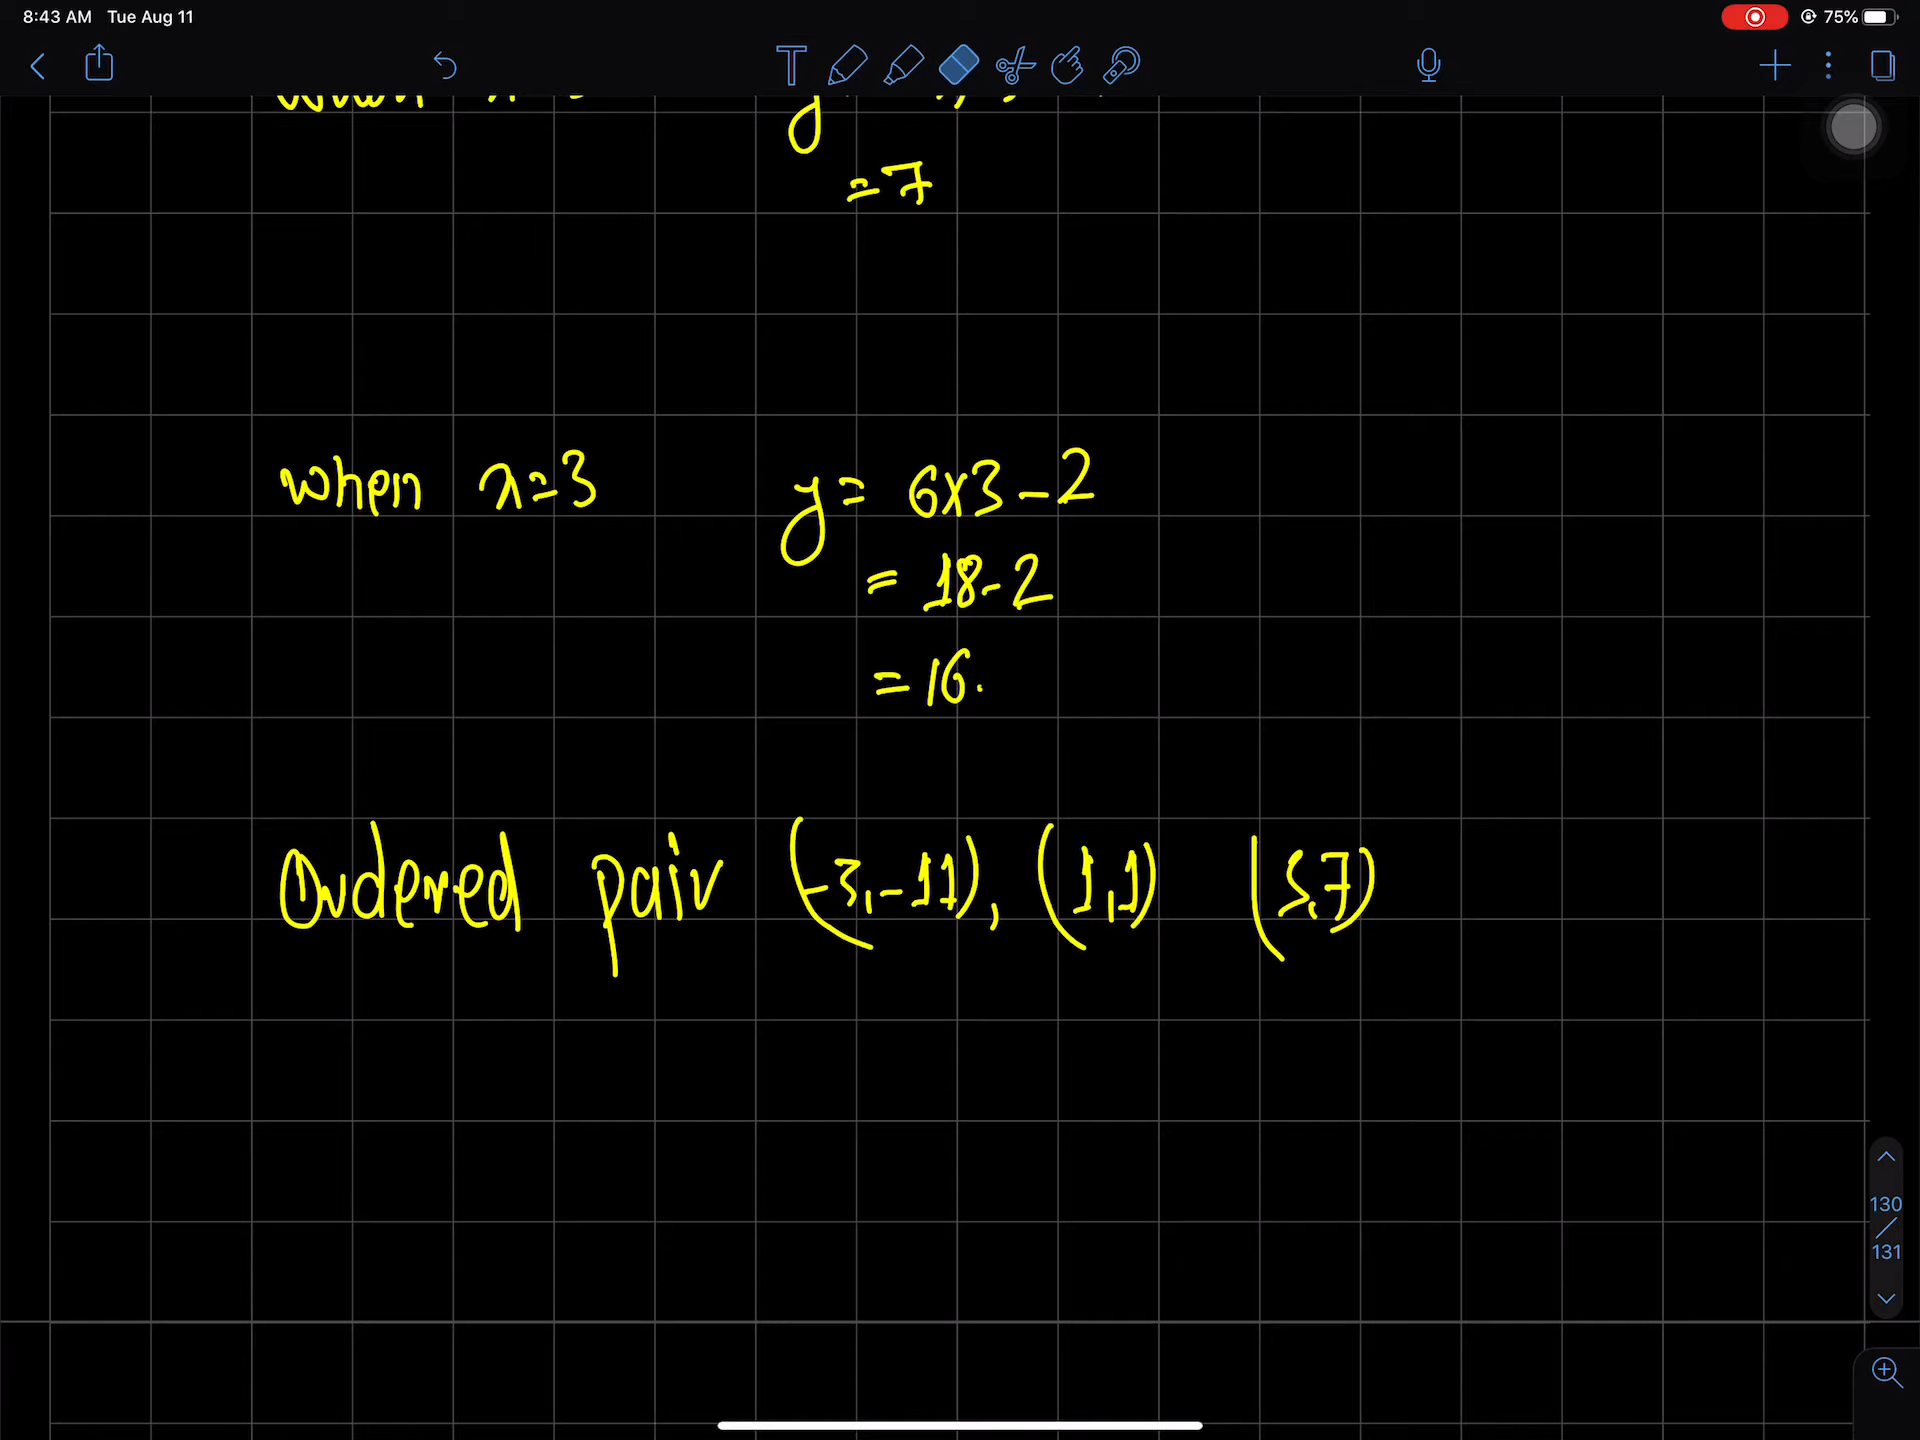 8:43 AM Tue Aug 11
75%
=7
when x=3 y= 6x3-2
= 18-2
= 16.
Ordered pair (-3,-11), (1,1) (3,7)
130
131